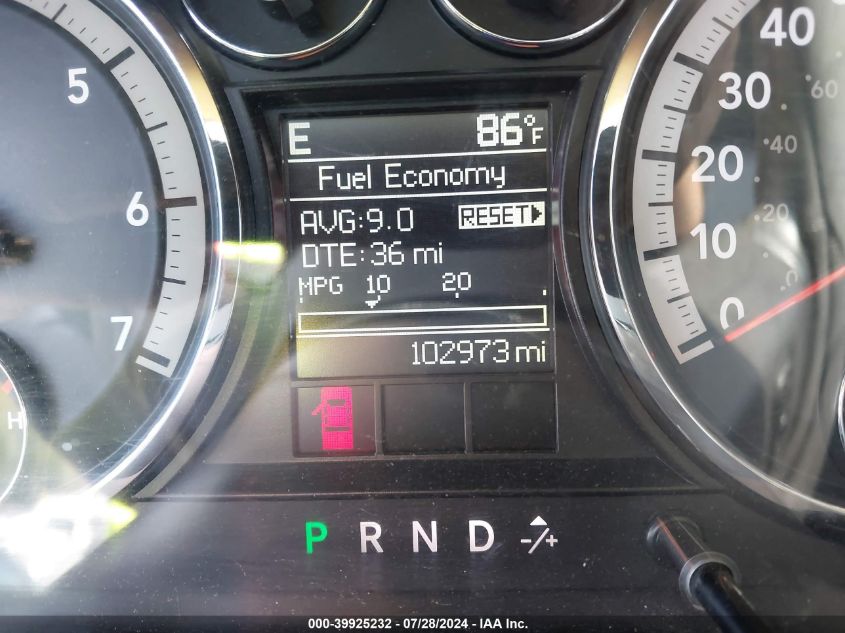 E 86°F
Fuel Economy
AVG:9.0 RESET
DTE:36 mi
MPG 10 20
102973 mi
5
6
7
H
40
30
20
10
0
60
40
20
0
P R N D -/+
000-39925232 - 07/28/2024 - IAA Inc.